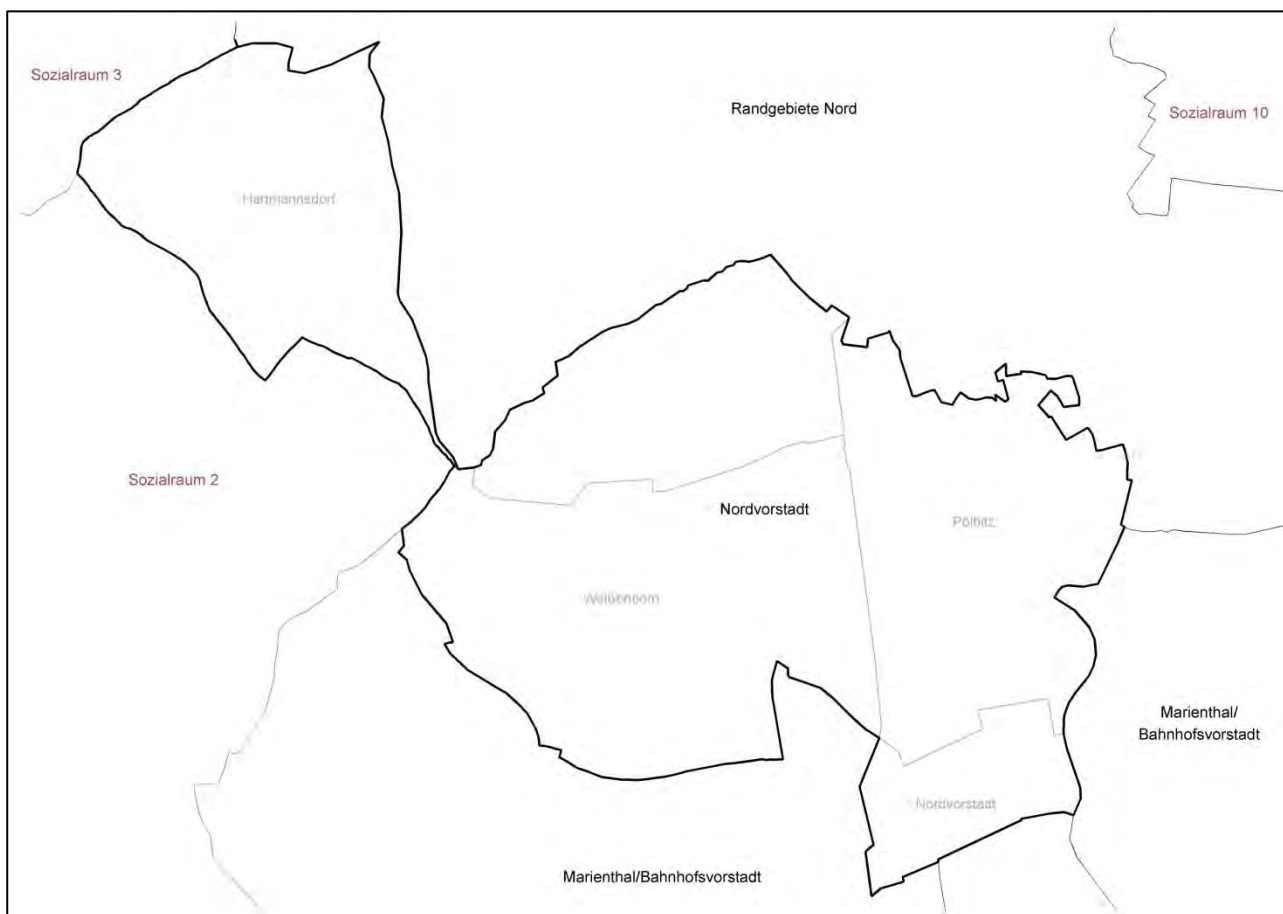 Sozialraum 3
Randgebiete Nord
Sozialraum 10
Hartmannsdorf
Sozialraum 2
Nordvorstadt
Pölbitz
Weißenborn
Marienthal/
Bahnhofsvorstadt
Nordvorstadt
Marienthal/Bahnhofsvorstadt